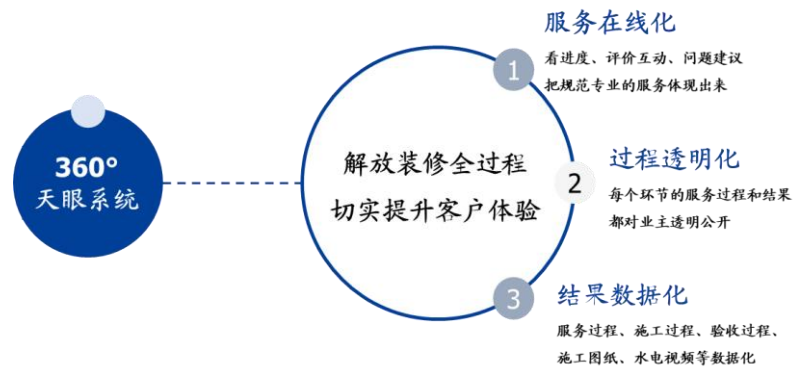 360°
天眼系统
解放装修全过程
切实提升客户体验
1
服务在线化
看进度、评价互动、问题建议
把规范专业的服务体现出来
2
过程透明化
每个环节的服务过程和结果
都对业主透明公开
3
结果数据化
服务过程、施工过程、验收过程、
施工图纸、水电视频等数据化